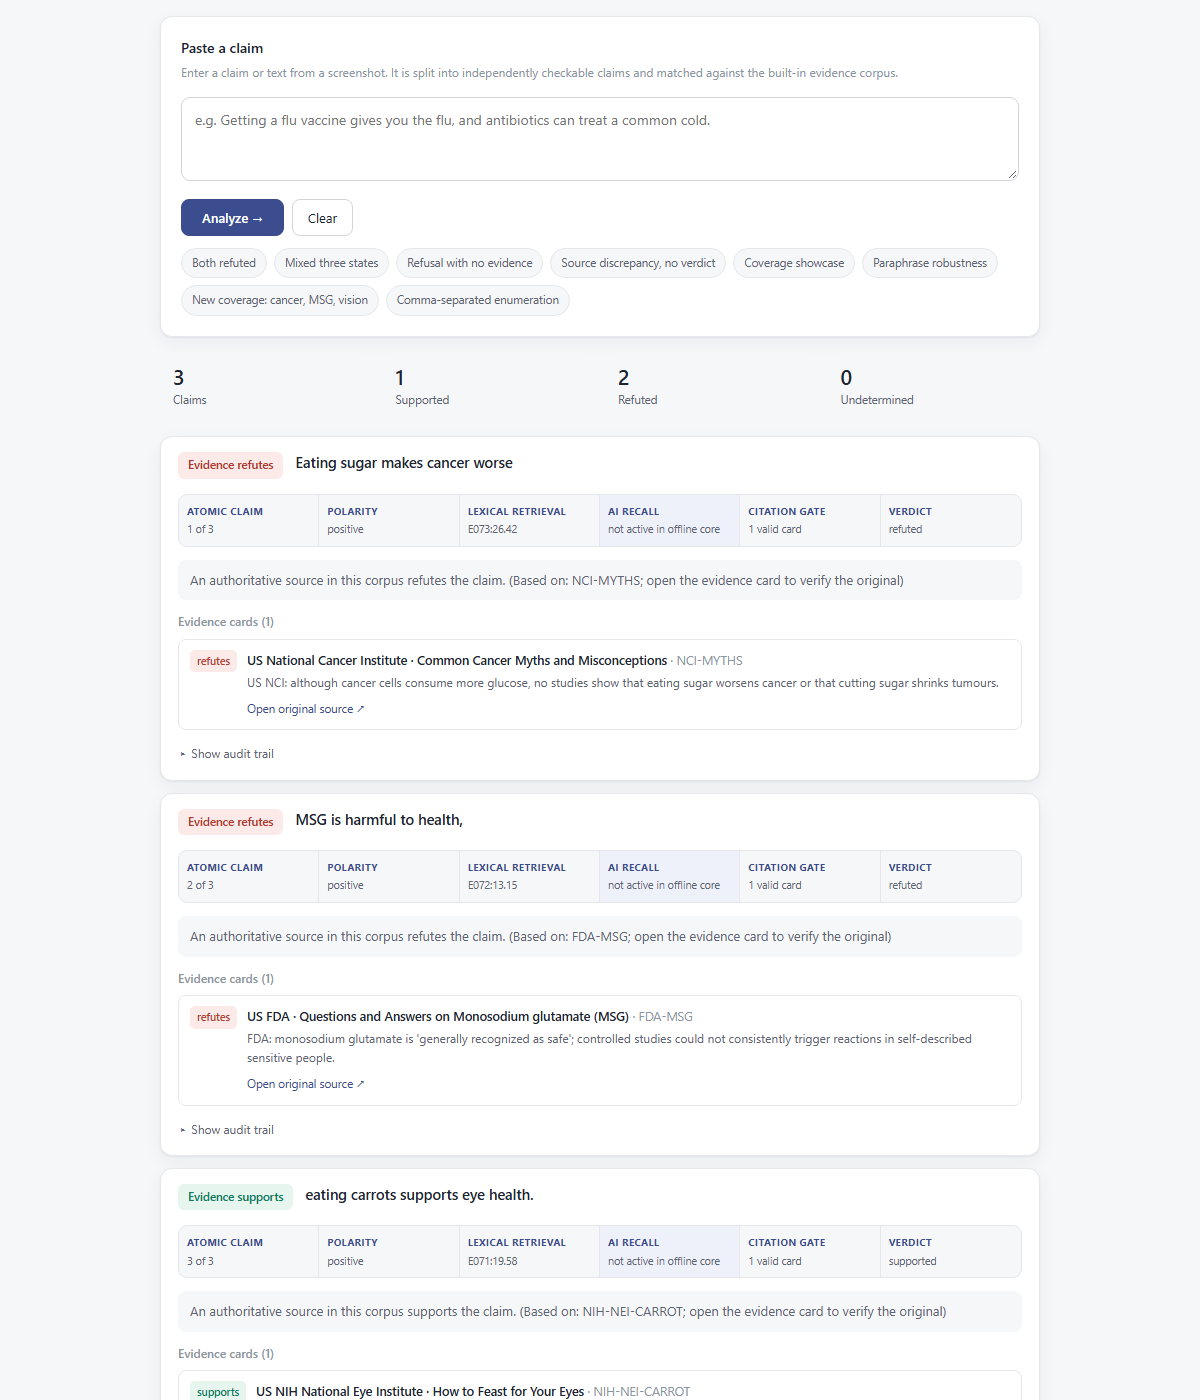 Paste a claim
Enter a claim or text from a screenshot. It is split into independently checkable claims and matched against the built-in evidence corpus.
e.g. Getting a flu vaccine gives you the flu, and antibiotics can treat a common cold.
Analyze →
Clear
Both refuted
Mixed three states
Refusal with no evidence
Source discrepancy, no verdict
Coverage showcase
Paraphrase robustness
New coverage: cancer, MSG, vision
Comma-separated enumeration
3
Claims
1
Supported
2
Refuted
0
Undetermined
Evidence refutes
Eating sugar makes cancer worse
ATOMIC CLAIM
1 of 3
POLARITY
positive
LEXICAL RETRIEVAL
E073:26.42
AI RECALL
not active in offline core
CITATION GATE
1 valid card
VERDICT
refuted
An authoritative source in this corpus refutes the claim. (Based on: NCI-MYTHS; open the evidence card to verify the original)
Evidence cards (1)
refutes
US National Cancer Institute · Common Cancer Myths and Misconceptions · NCI-MYTHS
US NCI: although cancer cells consume more glucose, no studies show that eating sugar worsens cancer or that cutting sugar shrinks tumours.
Open original source ↗
▸ Show audit trail
Evidence refutes
MSG is harmful to health,
ATOMIC CLAIM
2 of 3
POLARITY
positive
LEXICAL RETRIEVAL
E072:13.15
AI RECALL
not active in offline core
CITATION GATE
1 valid card
VERDICT
refuted
An authoritative source in this corpus refutes the claim. (Based on: FDA-MSG; open the evidence card to verify the original)
Evidence cards (1)
refutes
US FDA · Questions and Answers on Monosodium glutamate (MSG) · FDA-MSG
FDA: monosodium glutamate is 'generally recognized as safe'; controlled studies could not consistently trigger reactions in self-described
sensitive people.
Open original source ↗
▸ Show audit trail
Evidence supports
eating carrots supports eye health.
ATOMIC CLAIM
3 of 3
POLARITY
positive
LEXICAL RETRIEVAL
E071:19.58
AI RECALL
not active in offline core
CITATION GATE
1 valid card
VERDICT
supported
An authoritative source in this corpus supports the claim. (Based on: NIH-NEI-CARROT; open the evidence card to verify the original)
Evidence cards (1)
supports
US NIH National Eye Institute · How to Feast for Your Eyes · NIH-NEI-CARROT